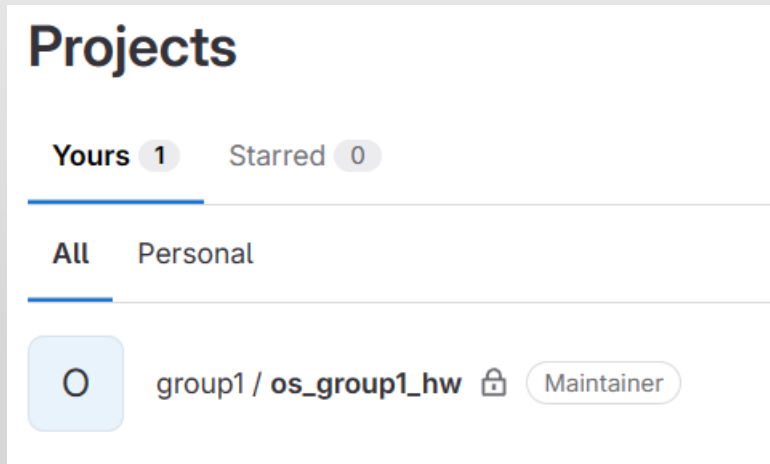 Projects
Yours 1 Starred 0
All Personal
O group1 / os_group1_hw Maintainer